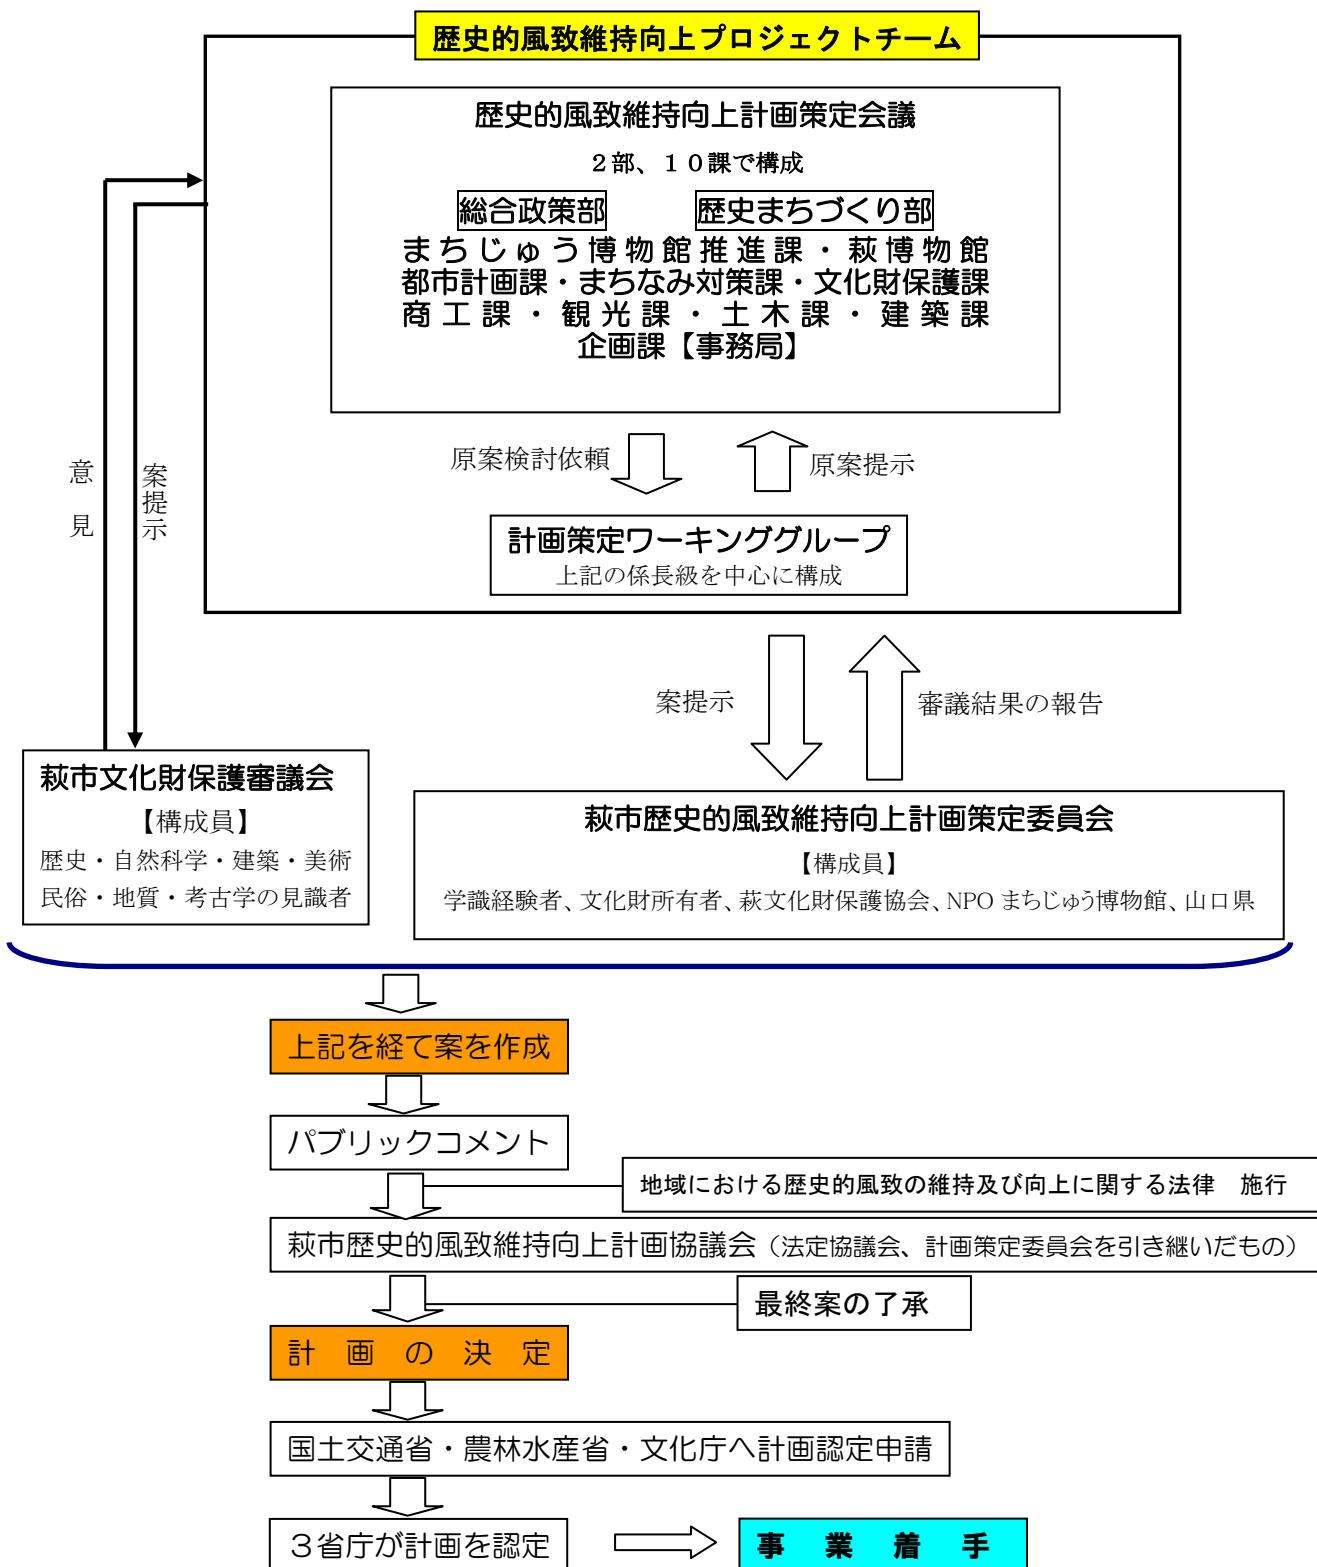 歴史的風致維持向上プロジェクトチーム
歴史的風致維持向上計画策定会議
2部、10課で構成
総合政策部 歴史まちづくり部
まちじゅう博物館推進課・萩博物館
都市計画課・まちなみ対策課・文化財保護課
商工課・観光課・土木課・建築課
企画課【事務局】
原案検討依頼
原案提示
計画策定ワーキンググループ
上記の係長級を中心に構成
意見
案提示
案提示
審議結果の報告
萩市文化財保護審議会
【構成員】
歴史・自然科学・建築・美術
民俗・地質・考古学の見識者
萩市歴史的風致維持向上計画策定委員会
【構成員】
学識経験者、文化財所有者、萩文化財保護協会、NPO まちじゅう博物館、山口県
上記を経て案を作成
パブリックコメント
地域における歴史的風致の維持及び向上に関する法律　施行
萩市歴史的風致維持向上計画協議会（法定協議会、計画策定委員会を引き継いだもの）
最終案の了承
計　画　の　決　定
国土交通省・農林水産省・文化庁へ計画認定申請
3省庁が計画を認定
事　業　着　手